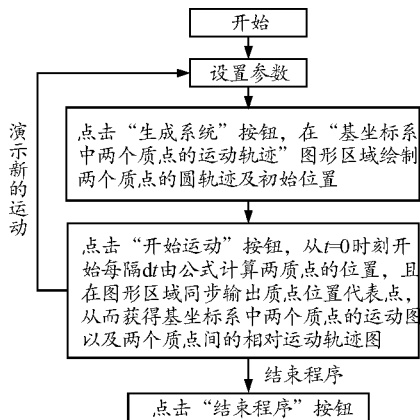 开始
设置参数
点击“生成系统”按钮，在“基坐标系
中两个质点的运动轨迹”图形区域绘制
两个质点的圆轨迹及初始位置
点击“开始运动”按钮，从t=0时刻开
始每隔dt由公式计算两质点的位置，且
在图形区域同步输出质点位置代表点，
从而获得基坐标系中两个质点的运动图
以及两个质点间的相对运动轨迹图
演示新的运动
结束程序
点击“结束程序”按钮